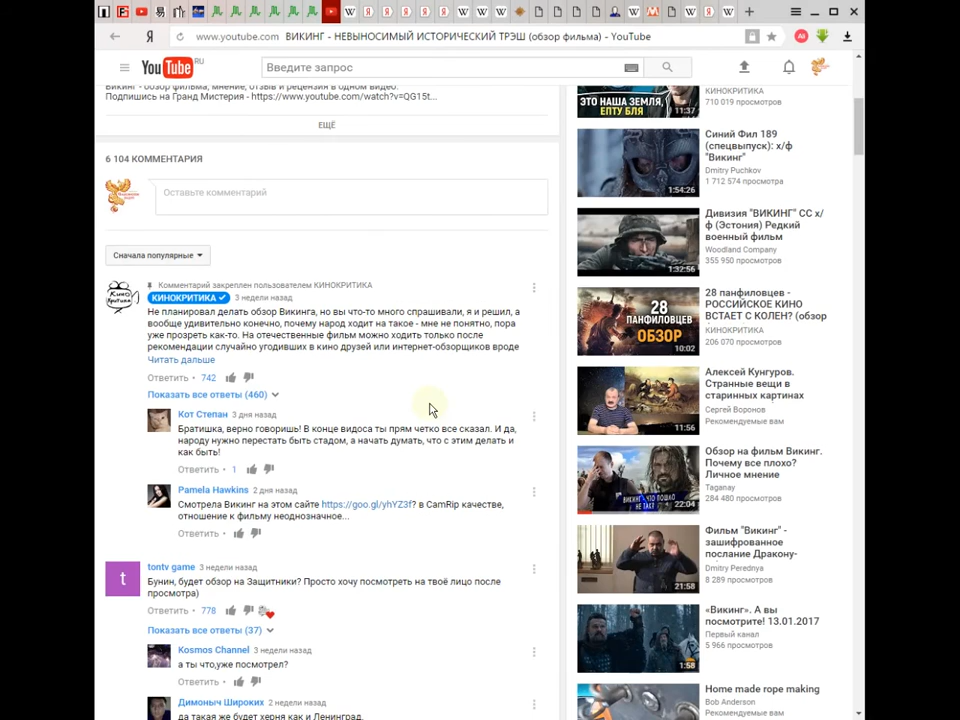 www.youtube.com ВИКИНГ - НЕВЫНОСИМЫЙ ИСТОРИЧЕСКИЙ ТРЭШ (обзор фильма) - YouTube
YouTube RU
Введите запрос
Викинг - обзор фильма, мнение, отзыв и рецензия в одном видео.
Подпишись на Гранд Мистерия - https://www.youtube.com/watch?v=QG15t...
ЕЩЁ
6 104 КОММЕНТАРИЯ
Оставьте комментарий
Сначала популярные
Комментарий закреплен пользователем КИНОКРИТИКА
КИНОКРИТИКА 3 недели назад
Не планировал делать обзор Викинга, но вы что-то много спрашивали, я и решил, а
вообще удивительно конечно, почему народ ходит на такое - мне не понятно, пора
уже прозреть как-то. На отечественные фильм можно ходить только после
рекомендации случайно угодивших в кино друзей или интернет-обзорщиков вроде
Читать дальше
Ответить 742
Показать все ответы (460)
Кот Степан 3 дня назад
Братишка, верно говоришь! В конце видоса ты прям четко все сказал. И да,
народу нужно перестать быть стадом, а начать думать, что с этим делать и
как быть!
Ответить 1
Pamela Hawkins 2 дня назад
Смотрела Викинг на этом сайте https://goo.gl/yhYZ3f? в CamRip качестве,
отношение к фильму неоднозначное...
Ответить
t
tontv game 3 недели назад
Бунин, будет обзор на Защитники? Просто хочу посмотреть на твоё лицо после
просмотра)
Ответить 778
Показать все ответы (37)
Kosmos Channel 3 недели назад
а ты что,уже посмотрел?
Ответить
Димоныч Широких 2 недели назад
да такая же будет херня как и Ленинград.
ЭТО НАША ЗЕМЛЯ,
ЕПТУ БЛЯ
11:37
КИНОКРИТИКА
710 019 просмотров
1:54:26
Синий Фил 189
(спецвыпуск): х/ф
"Викинг"
Dmitry Puchkov
1 712 574 просмотра
1:32:56
Дивизия "ВИКИНГ" СС х/
ф (Эстония) Редкий
военный фильм
Woodland Company
355 950 просмотров
28
ПАНФИЛОВЦЕВ
ОБЗОР
10:02
28 панфиловцев -
РОССИЙСКОЕ КИНО
ВСТАЕТ С КОЛЕН? (обзор
КИНОКРИТИКА
206 070 просмотров
11:56
Алексей Кунгуров.
Странные вещи в
старинных картинах
Сергей Воронов
Рекомендуемые вам
ВИКИНГ-ЧТО ПОШЛО
НЕ ТАК?
22:04
Обзор на фильм Викинг.
Почему все плохо?
Личное мнение
Taganay
284 480 просмотров
21:58
Фильм "Викинг" -
зашифрованное
послание Дракону-
Dmitry Perednya
8 289 просмотров
1:58
«Викинг». А вы
посмотрите! 13.01.2017
Первый канал
5 966 просмотров
Home made rope making
Bob Anderson
Рекомендуемые вам